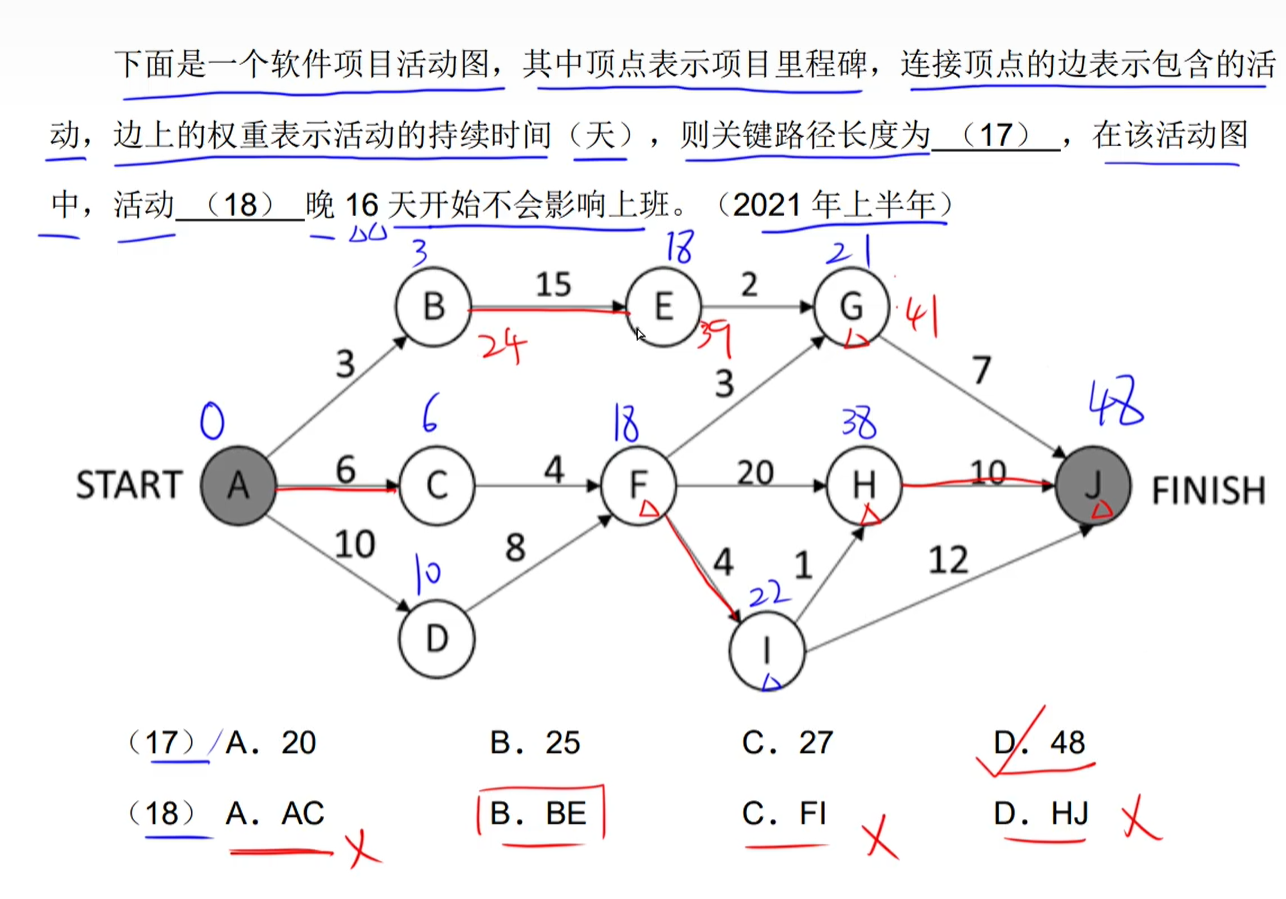 下面是一个软件项目活动图，其中顶点表示项目里程碑，连接顶点的边表示包含的活
动，边上的权重表示活动的持续时间（天），则关键路径长度为 （17） ，在该活动图
中，活动 （18） 晚 16 天开始不会影响上班。（2021 年上半年）
3 18 21
B 15 E 2 G 41
24 39
3 3 7
0 6 18 38 48
START A 6 C 4 F 20 H 10 J FINISH
10 8 4 1 12
10 22
D I
（17） A. 20 B. 25 C. 27 D. 48
（18） A. AC B. BE C. FI D. HJ